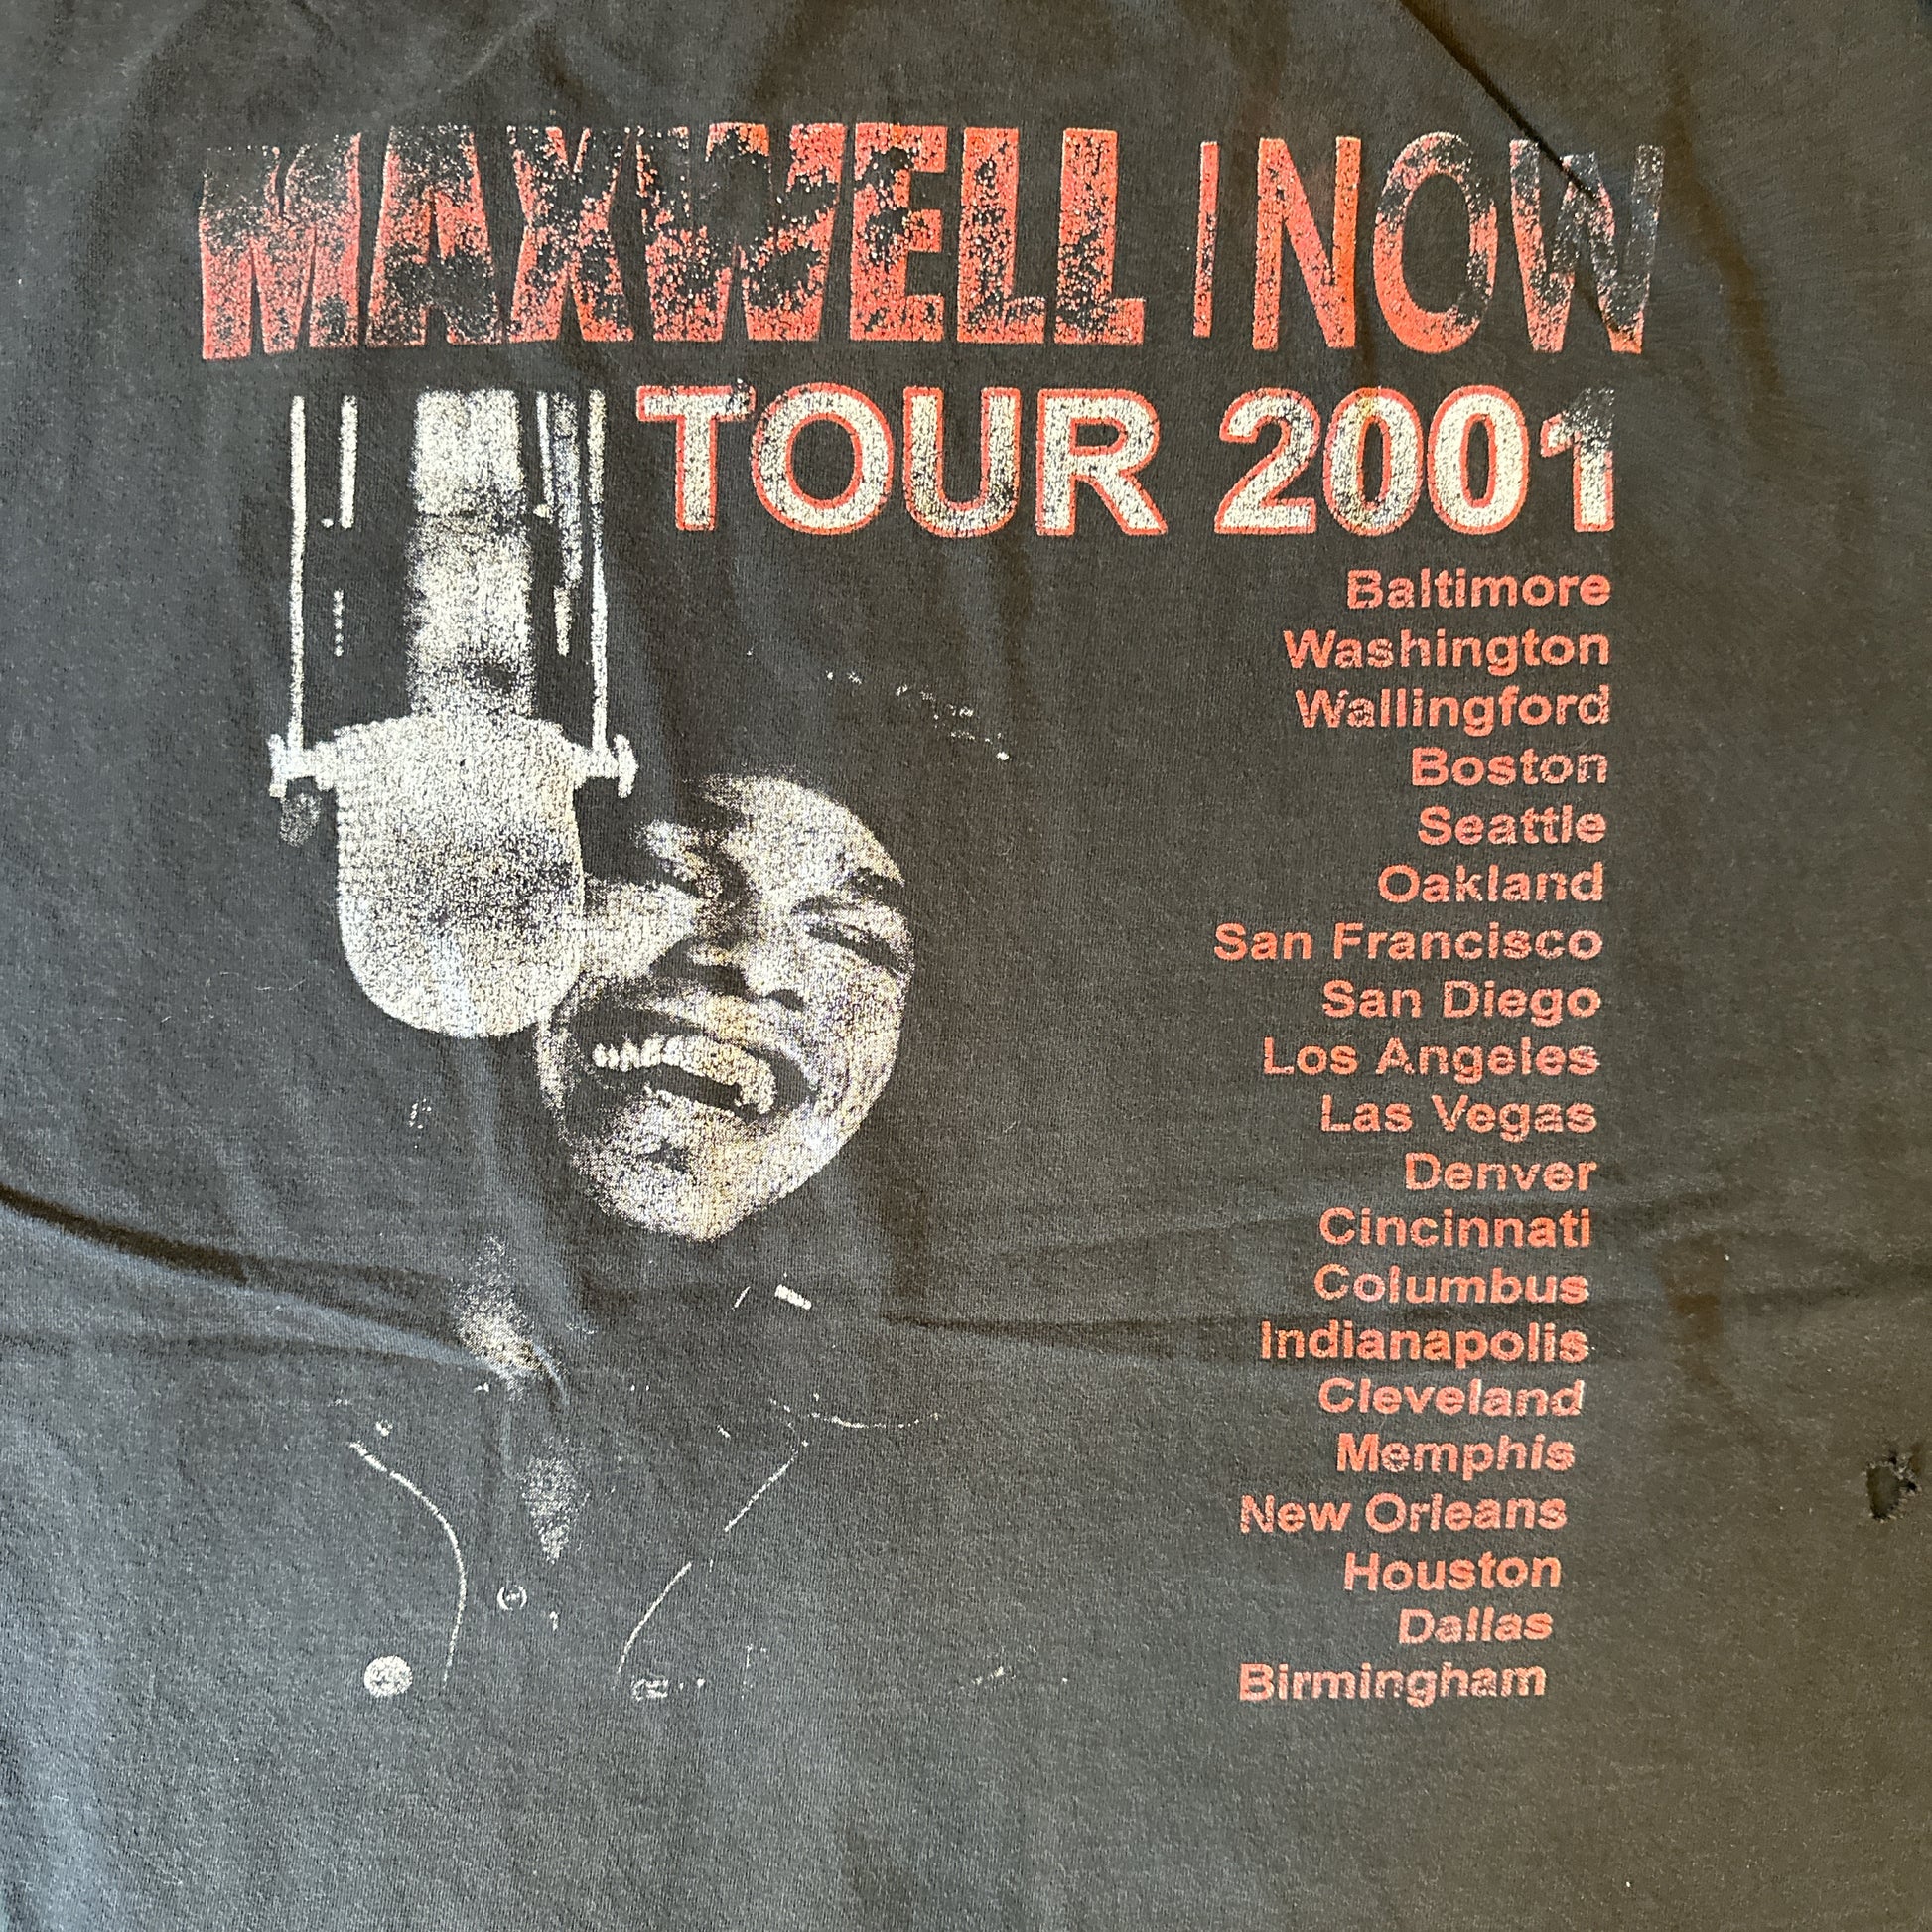 MAXWELL | NOW
TOUR 2001
Baltimore
Washington
Wallingford
Boston
Seattle
Oakland
San Francisco
San Diego
Los Angeles
Las Vegas
Denver
Cincinnati
Columbus
Indianapolis
Cleveland
Memphis
New Orleans
Houston
Dallas
Birmingham